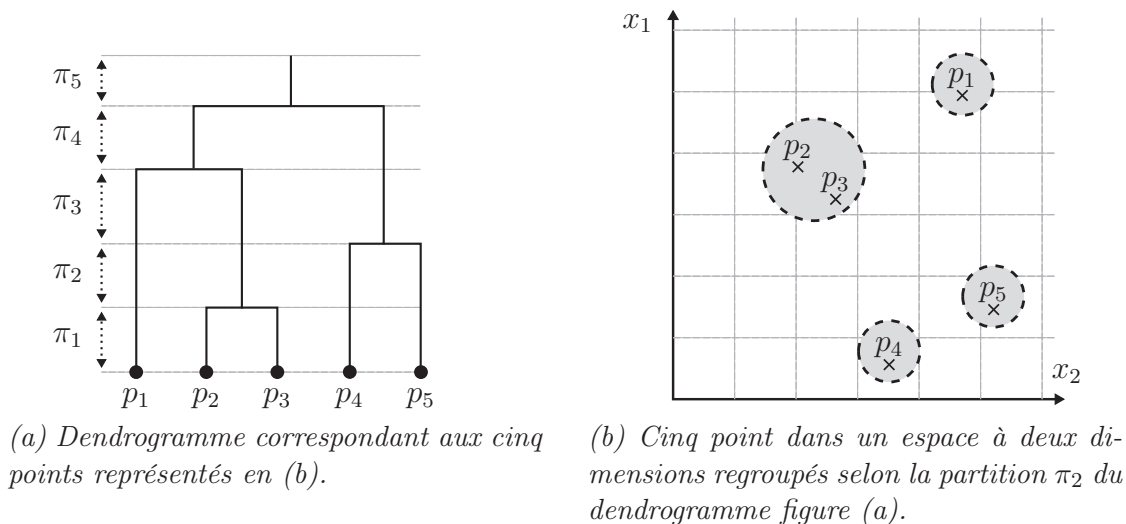 π5
π4
π3
π2
π1
p1 p2 p3 p4 p5
(a) Dendrogramme correspondant aux cinq
points représentés en (b).
x1
p1
p2
p3
p5
p4
x2
(b) Cinq point dans un espace à deux di-
mensions regroupés selon la partition π2 du
dendrogramme figure (a).